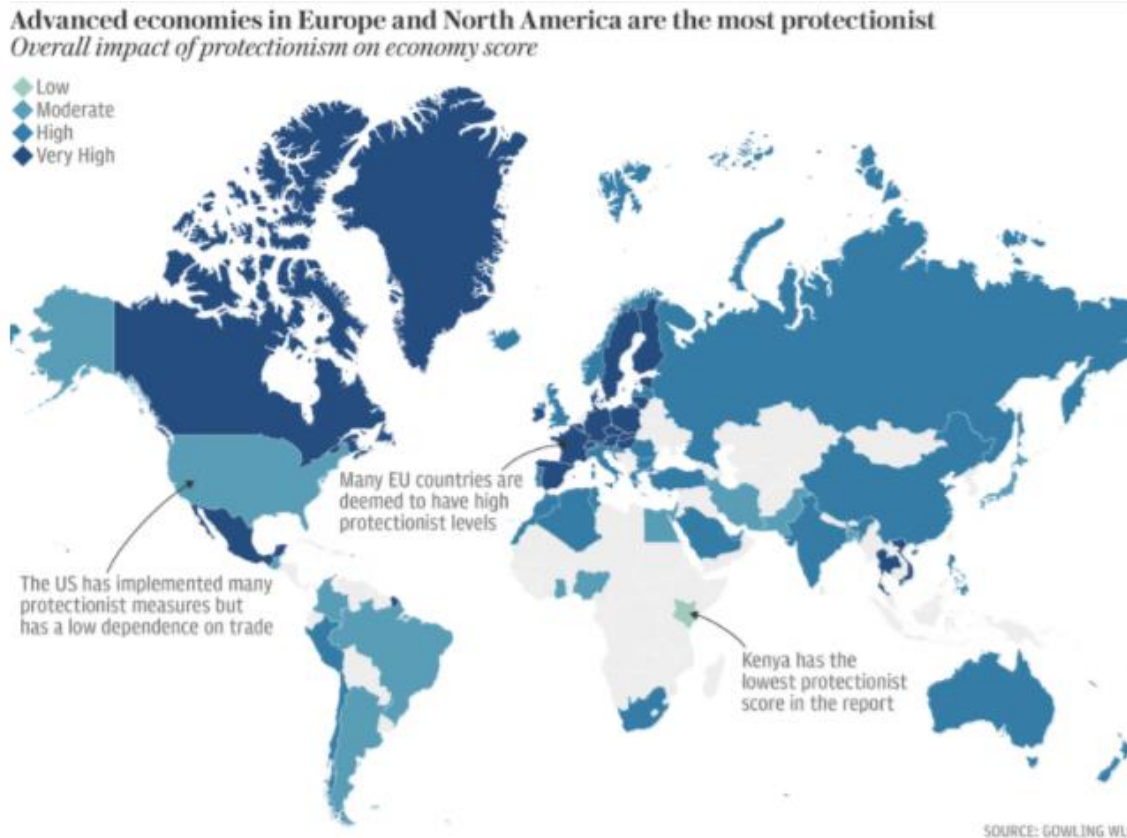 Advanced economies in Europe and North America are the most protectionist
Overall impact of protectionism on economy score
Low
Moderate
High
Very High
Many EU countries are
deemed to have high
protectionist levels
The US has implemented many
protectionist measures but
has a low dependence on trade
Kenya has the
lowest protectionist
score in the report
SOURCE: GOWLING WL